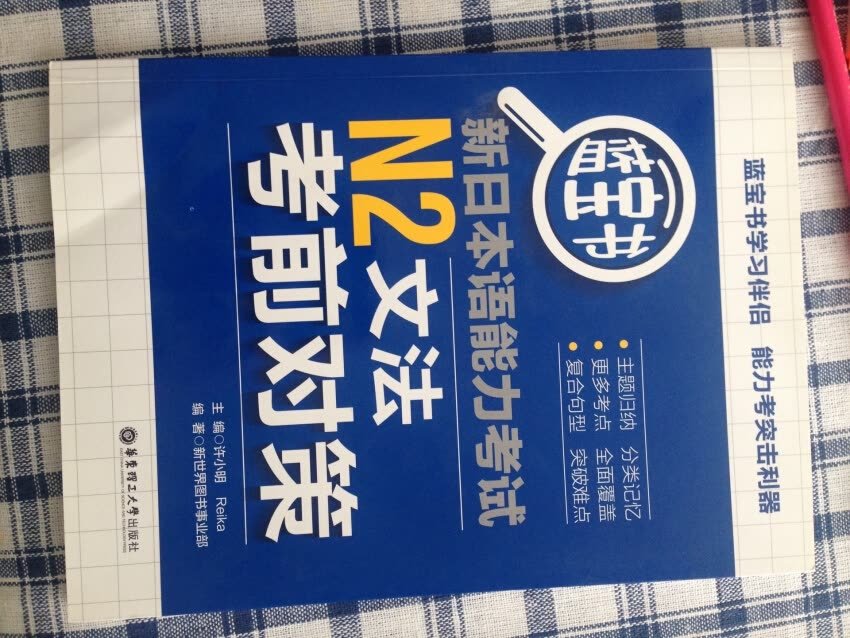 蓝宝书学习伴侣 能力考突击利器
蓝宝书
主题归纳 分类记忆
更多考点 全面覆盖
复合句型 突破难点
新日本语能力考试
N2文法
考前对策
主 编○许小明 Reika
编 著○新世界图书事业部
華東理工大學出版社